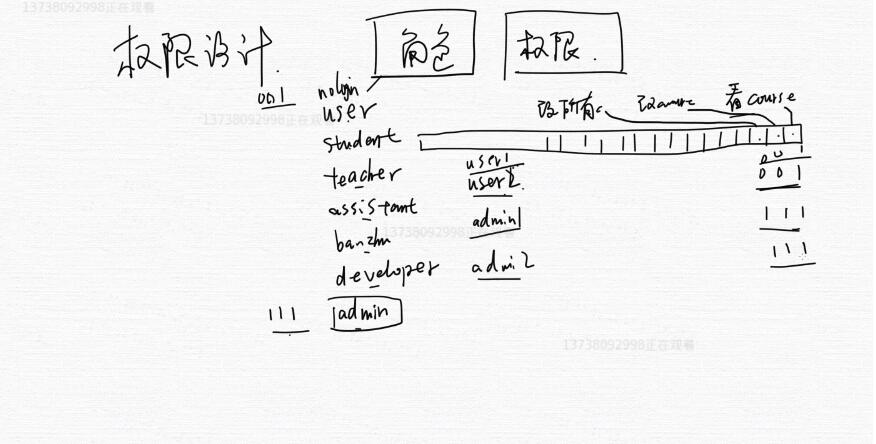 13738092998正在观看
权限设计.
角色
权限.
001
nologin
user
13738092998正在观看
改所有c
看course
student
user1
001
teacher
user2.
001
assistant
admin1
111
13738092998正在观看
banzhu
111
developer
admi2
111
admin
13738092998正在观看